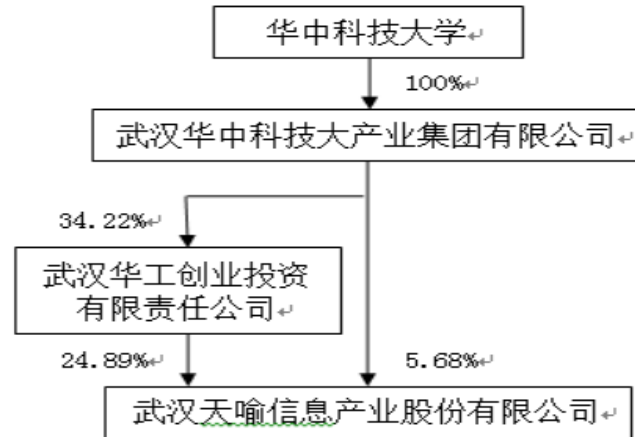 华中科技大学
100%
武汉华中科技大产业集团有限公司
34.22%
武汉华工创业投资
有限责任公司
24.89%
5.68%
武汉天喻信息产业股份有限公司